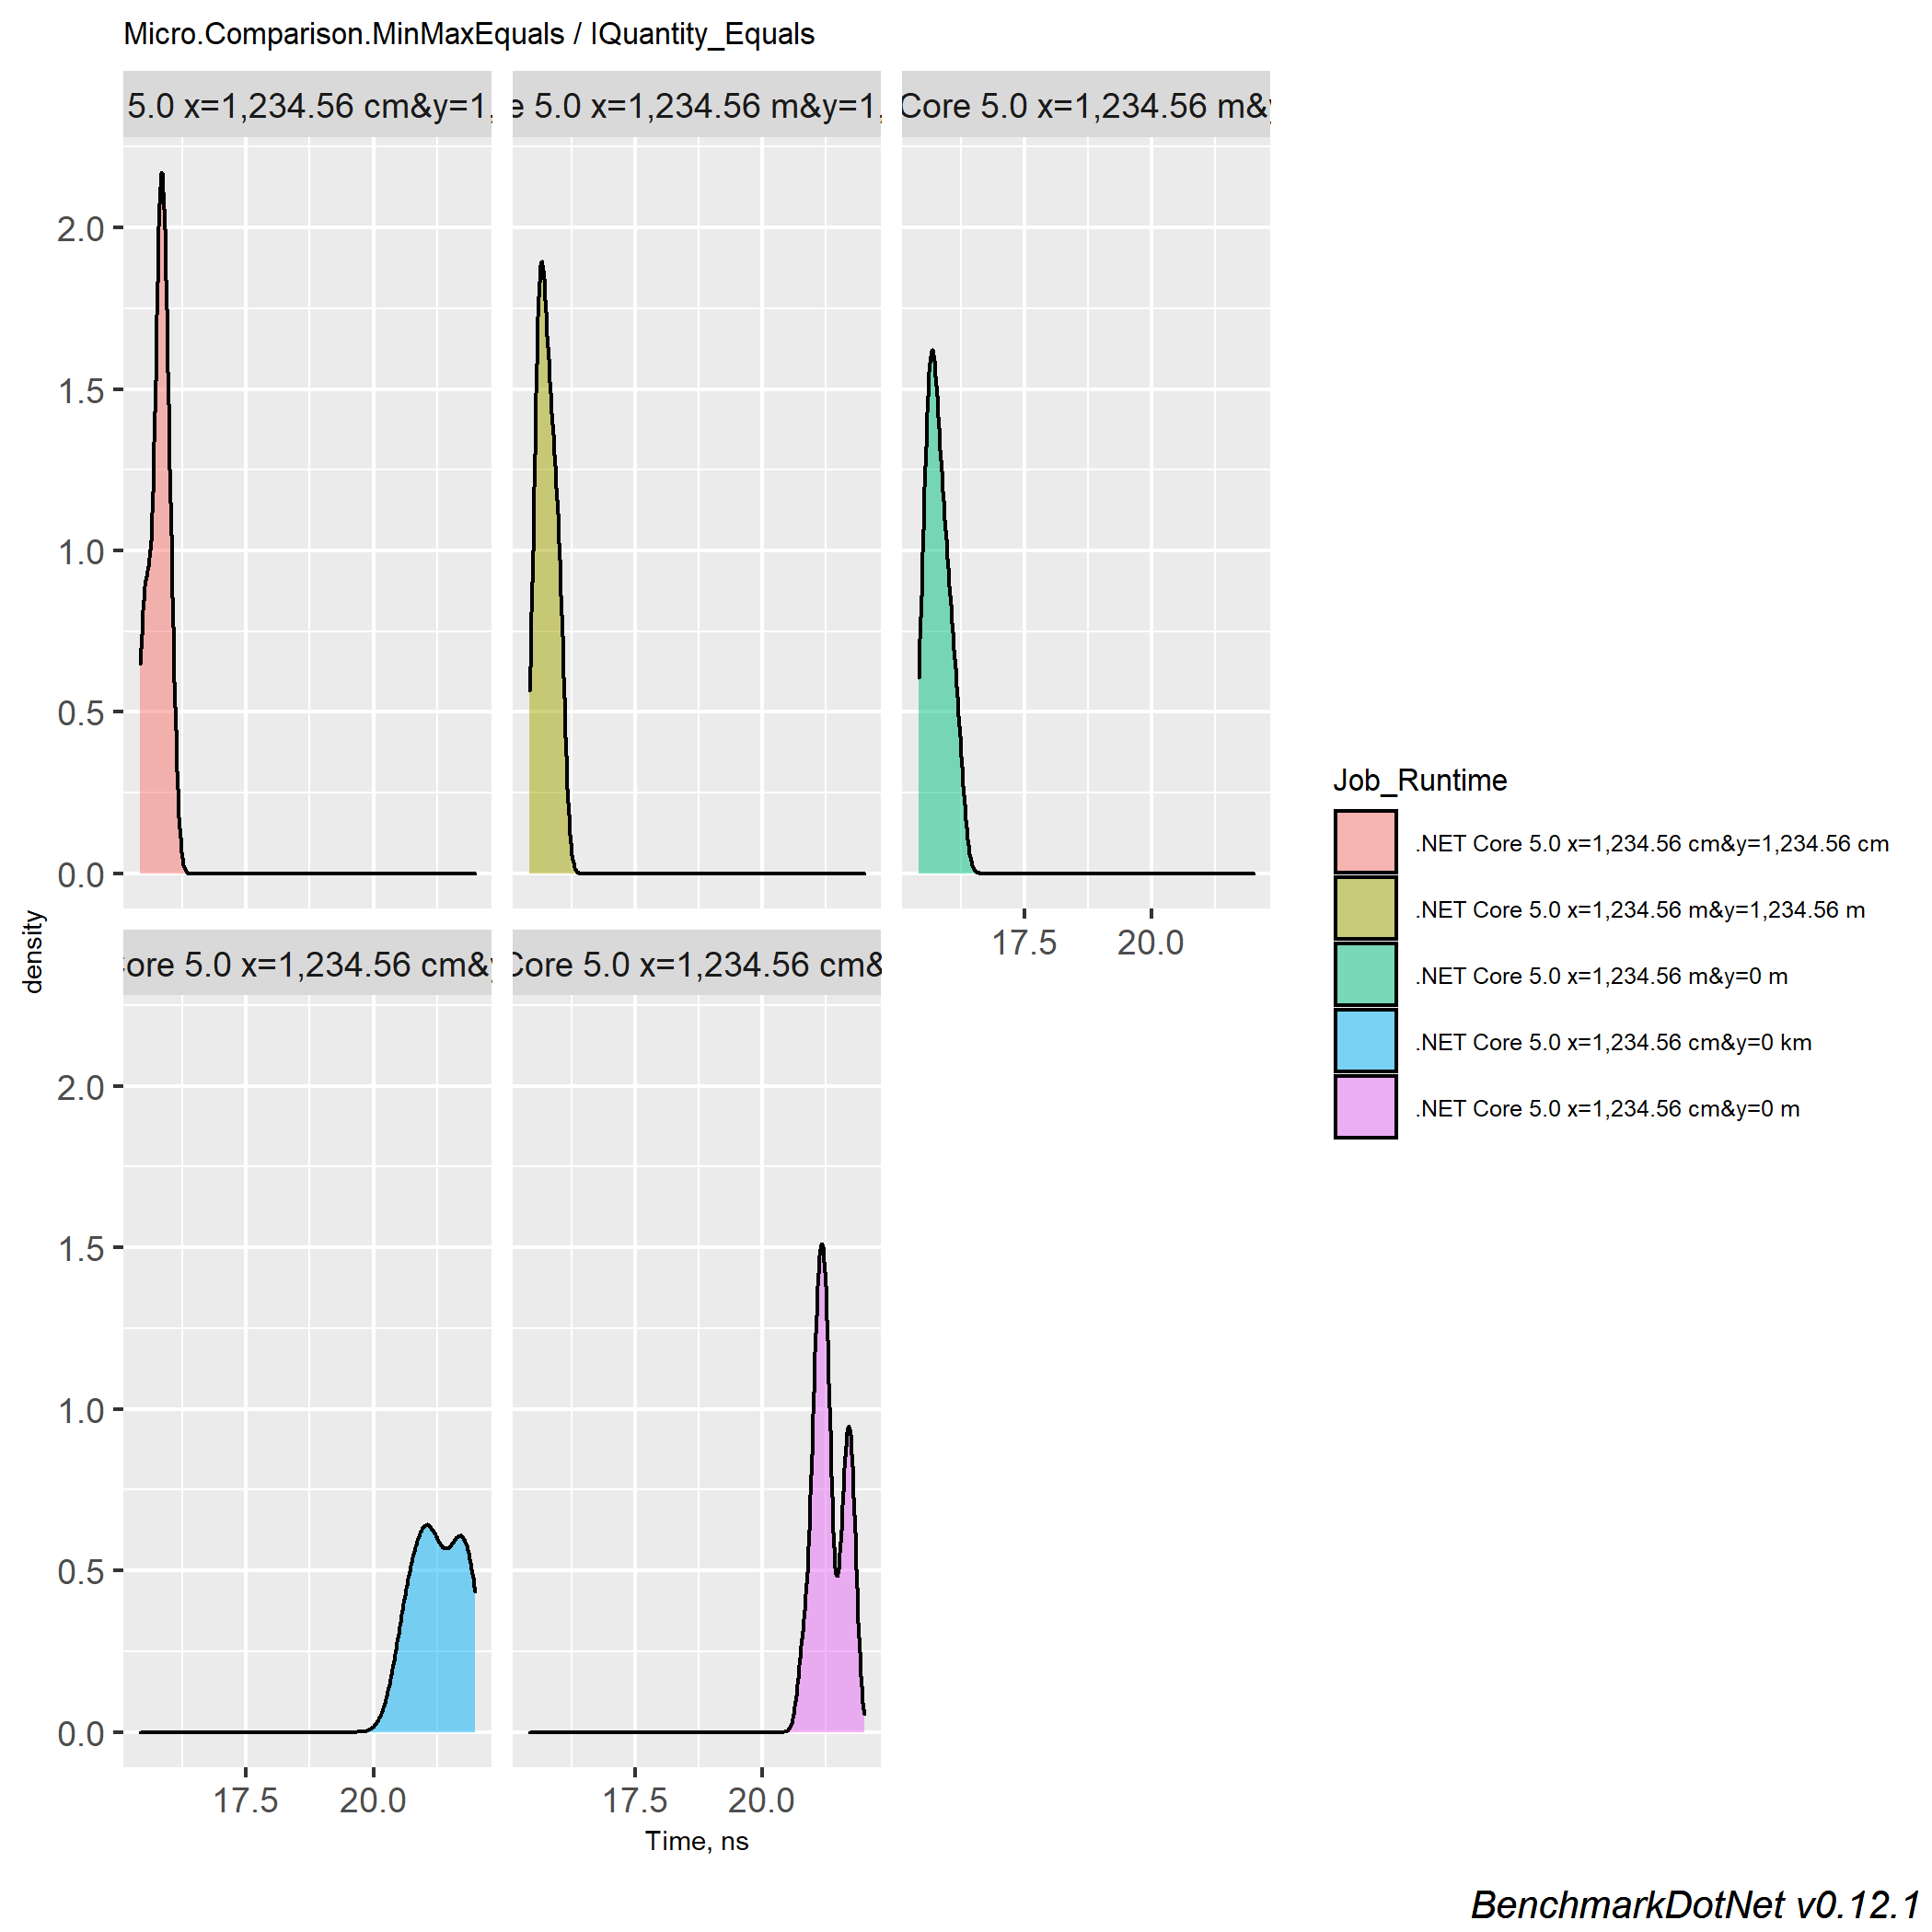 Micro.Comparison.MinMaxEquals / IQuantity_Equals
5.0 x=1,234.56 cm&y=1,
e 5.0 x=1,234.56 m&y=1,
Core 5.0 x=1,234.56 m&y
2.0
1.5
1.0
0.5
0.0
17.5 20.0
density
Core 5.0 x=1,234.56 cm&y
Core 5.0 x=1,234.56 cm&
2.0
1.5
1.0
0.5
0.0
17.5 20.0
17.5 20.0
Time, ns
Job_Runtime
.NET Core 5.0 x=1,234.56 cm&y=1,234.56 cm
.NET Core 5.0 x=1,234.56 m&y=1,234.56 m
.NET Core 5.0 x=1,234.56 m&y=0 m
.NET Core 5.0 x=1,234.56 cm&y=0 km
.NET Core 5.0 x=1,234.56 cm&y=0 m
BenchmarkDotNet v0.12.1